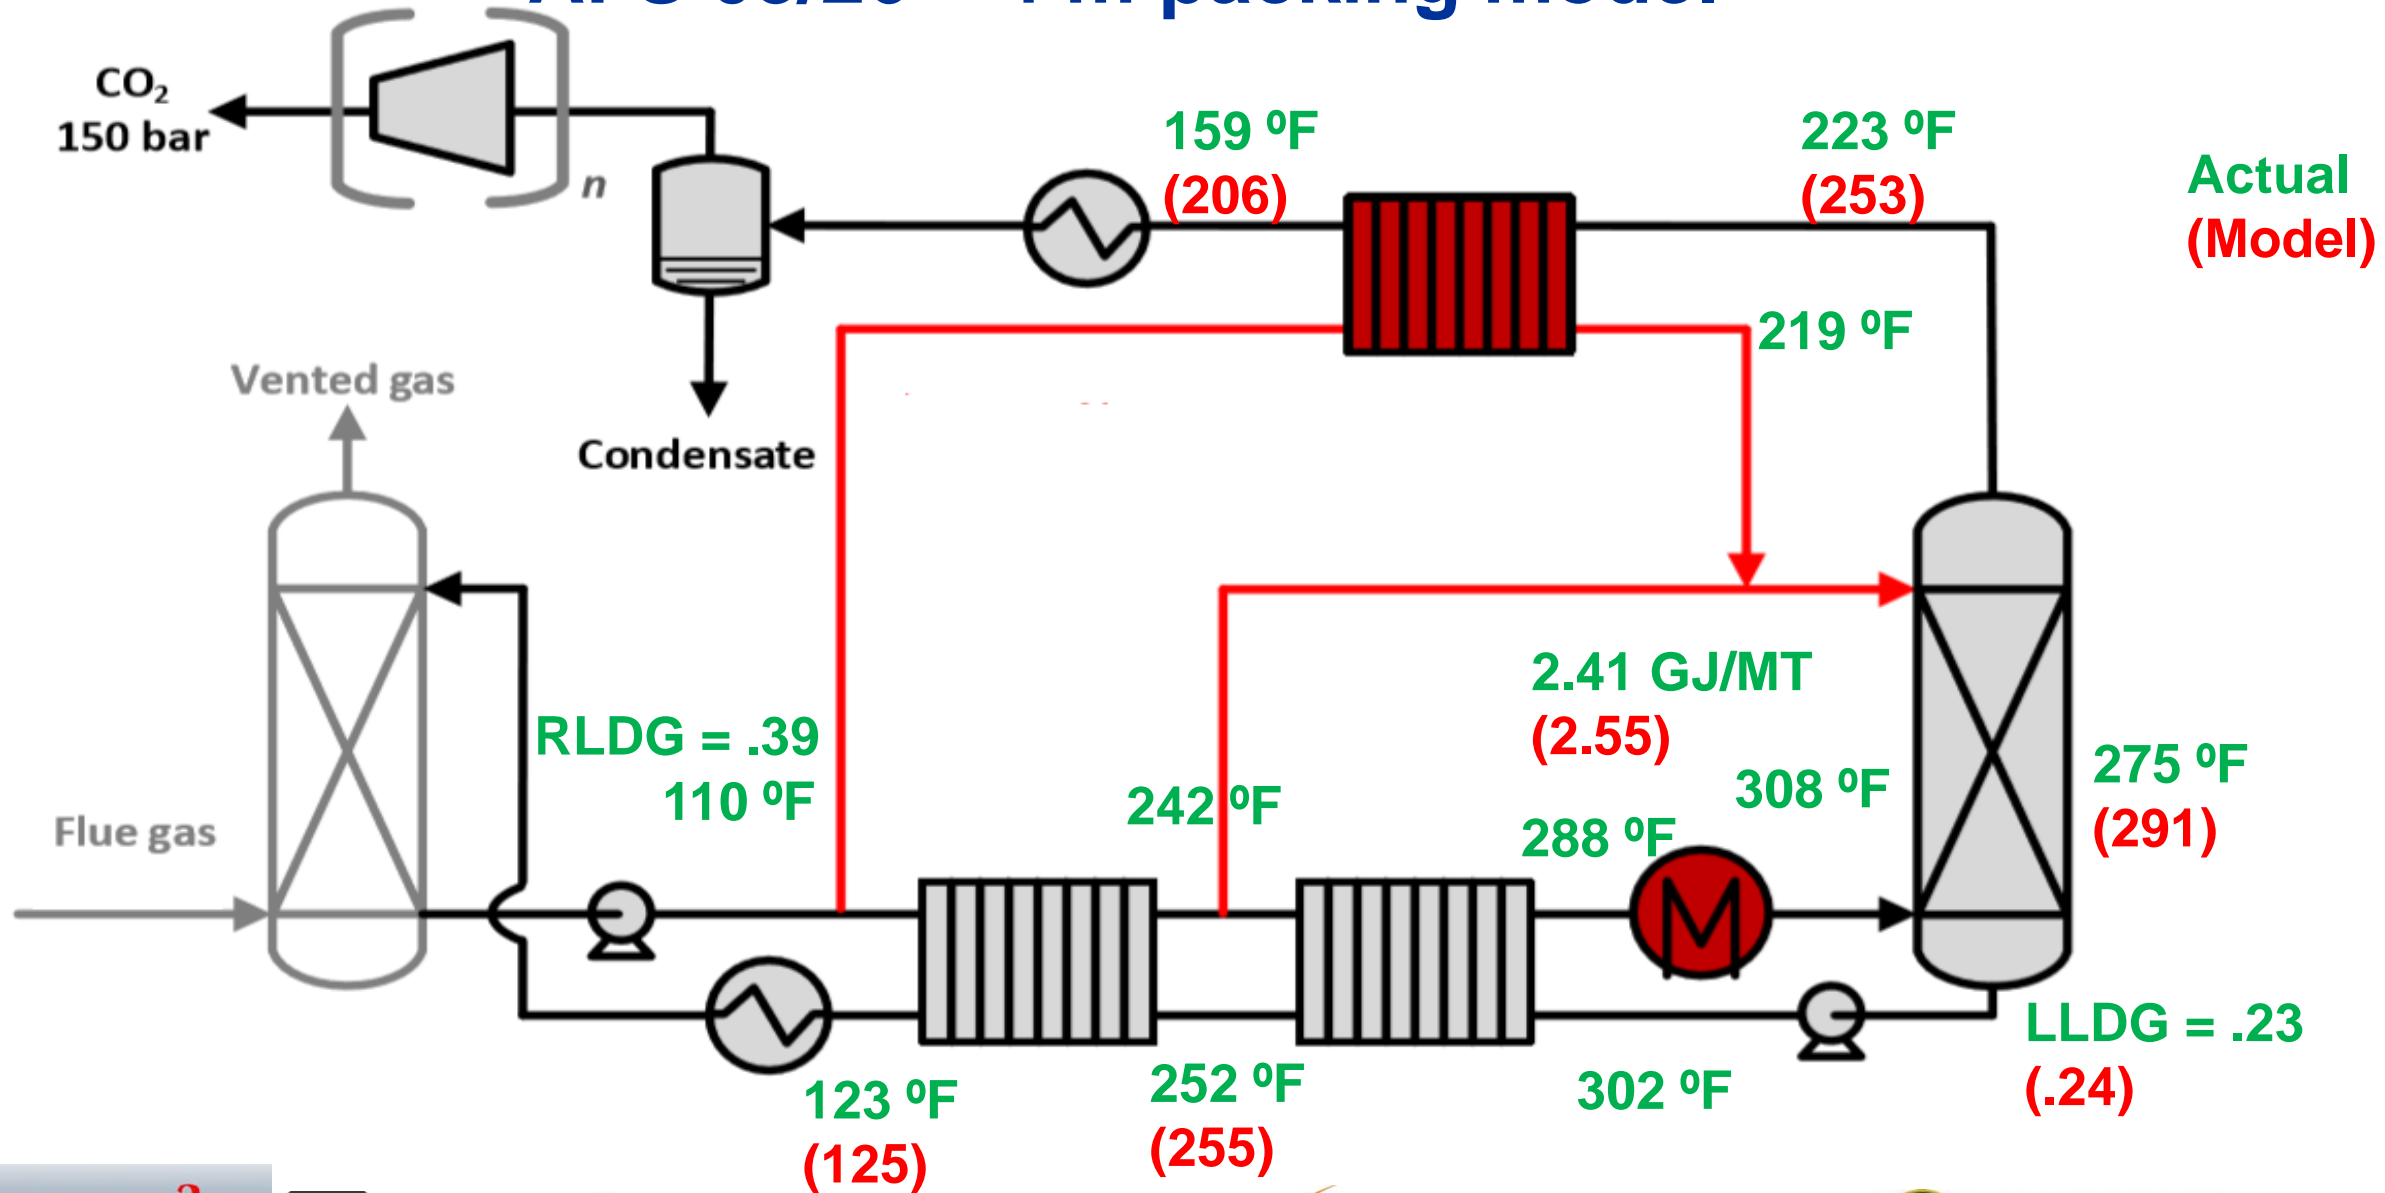 CO₂
150 bar
n
159 ºF
(206)
223 ºF
(253)
Actual
(Model)
219 ºF
Vented gas
Condensate
RLDG = .39
110 ºF
2.41 GJ/MT
(2.55)
242 ºF
308 ºF
288 ºF
275 ºF
(291)
Flue gas
LLDG = .23
(.24)
123 ºF
(125)
252 ºF
(255)
302 ºF